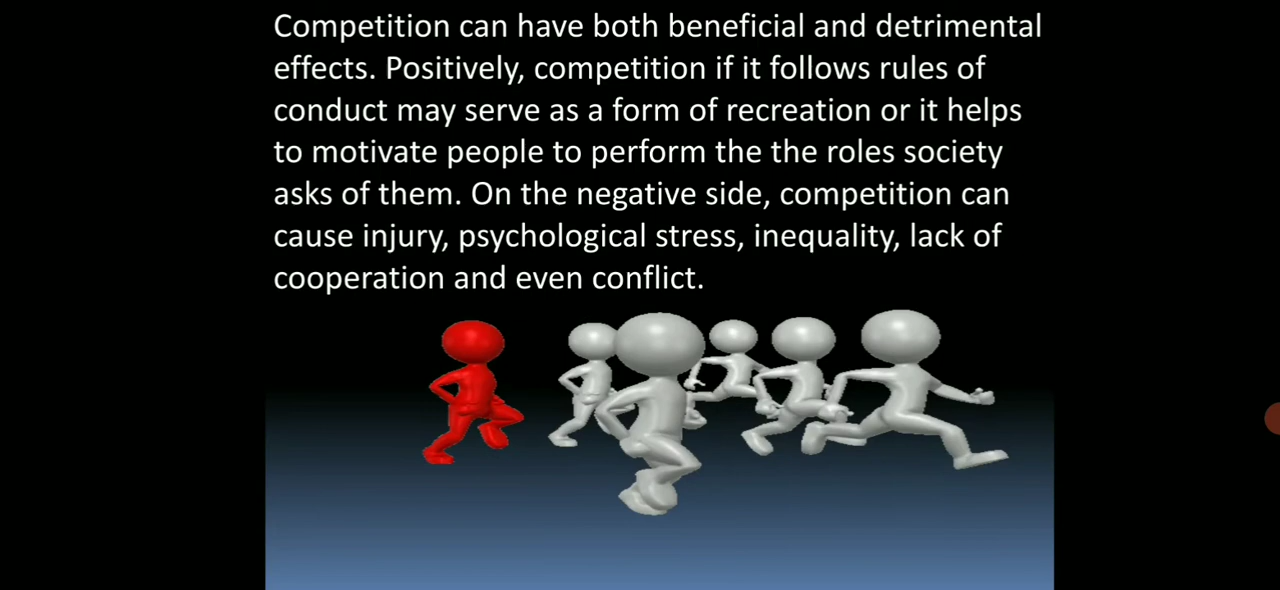 Competition can have both beneficial and detrimental
effects. Positively, competition if it follows rules of
conduct may serve as a form of recreation or it helps
to motivate people to perform the the roles society
asks of them. On the negative side, competition can
cause injury, psychological stress, inequality, lack of
cooperation and even conflict.